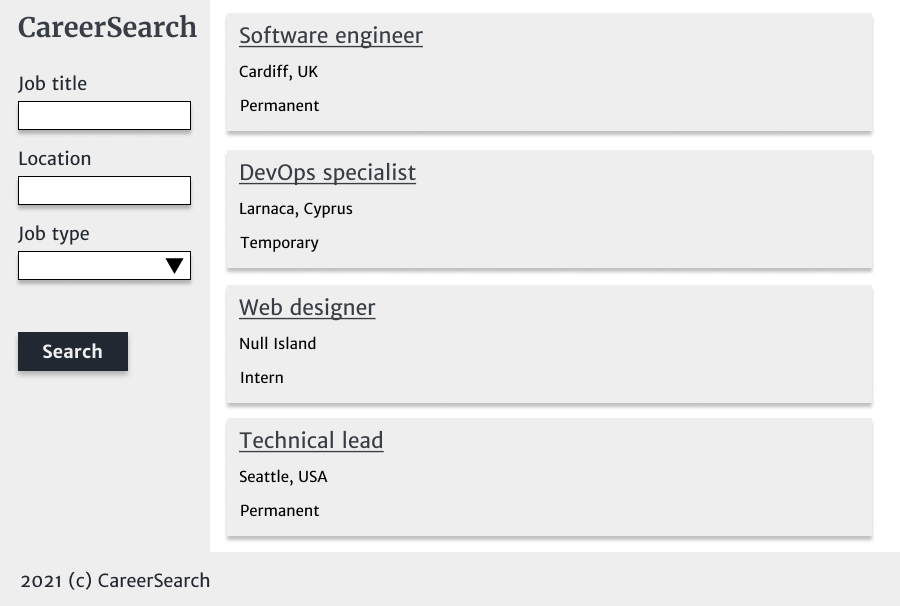 CareerSearch
Job title
Location
Job type
Search
Software engineer
Cardiff, UK
Permanent
DevOps specialist
Larnaca, Cyprus
Temporary
Web designer
Null Island
Intern
Technical lead
Seattle, USA
Permanent
2021 (c) CareerSearch